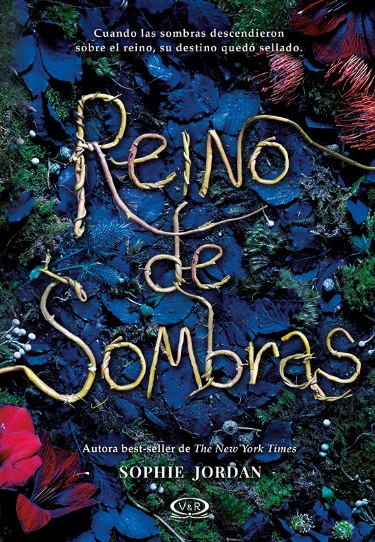 Cuando las sombras descendieron
sobre el reino, su destino quedó sellado.
Reino
de
Sombras
Autora best-seller de The New York Times
SOPHIE JORDAN
V&R